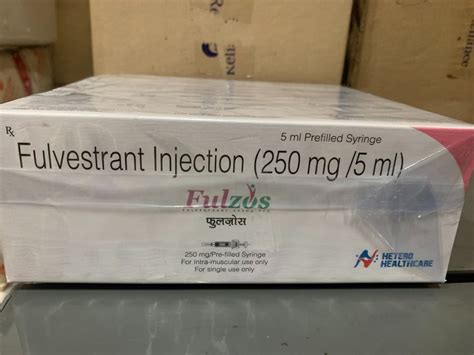 Rx
5 ml Prefilled Syringe
Fulvestrant Injection (250 mg /5 ml)
Fulzos
फुलज़ोस
250 mg/Pre-filled Syringe
For Intra-muscular use only
For single use only
HETERO
HEALTHCARE